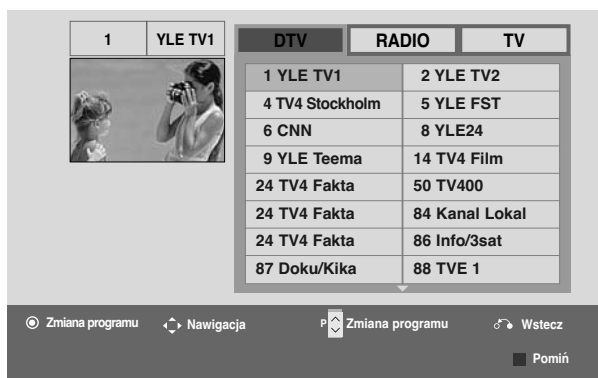 1 YLE TV1
DTV RADIO TV
1 YLE TV1 2 YLE TV2
4 TV4 Stockholm 5 YLE FST
6 CNN 8 YLE24
9 YLE Teema 14 TV4 Film
24 TV4 Fakta 50 TV400
24 TV4 Fakta 84 Kanal Lokal
24 TV4 Fakta 86 Info/3sat
87 Doku/Kika 88 TVE 1
Zmiana programu Nawigacja P Zmiana programu Wstecz
Pomiń